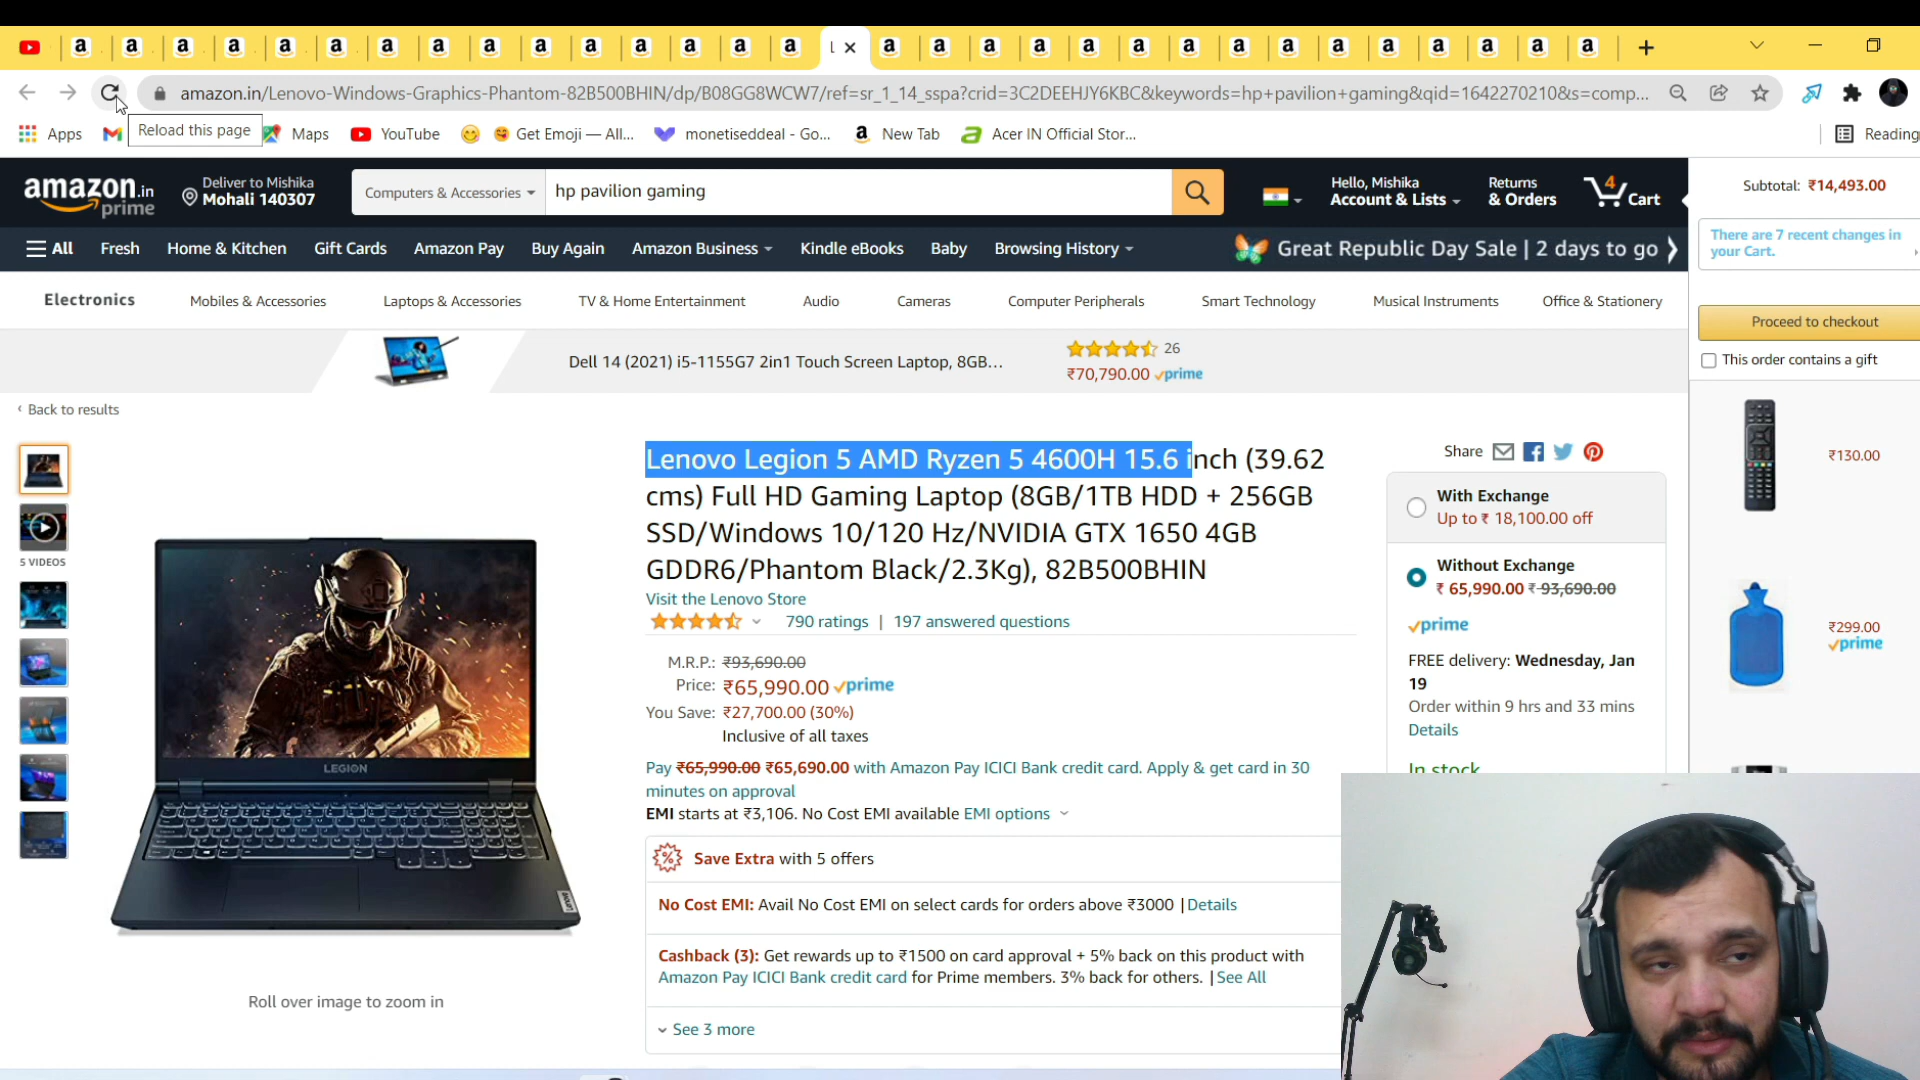 amazon.in/Lenovo-Windows-Graphics-Phantom-82B500BHIN/dp/B08GG8WCW7/ref=sr_1_14_sspa?crid=3C2DEEHJY6KBC&keywords=hp+pavilion+gaming&qid=1642270210&s=comp...
Apps
Reload this page
Maps
YouTube
Get Emoji — All...
monetiseddeal - Go...
New Tab
Acer IN Official Stor...
Reading
amazon.in
prime
Deliver to Mishika
Mohali 140307
Computers & Accessories
hp pavilion gaming
Hello, Mishika
Account & Lists
Returns
& Orders
4
Cart
Subtotal: ₹14,493.00
All
Fresh
Home & Kitchen
Gift Cards
Amazon Pay
Buy Again
Amazon Business
Kindle eBooks
Baby
Browsing History
Great Republic Day Sale | 2 days to go
There are 7 recent changes in
your Cart.
Electronics
Mobiles & Accessories
Laptops & Accessories
TV & Home Entertainment
Audio
Cameras
Computer Peripherals
Smart Technology
Musical Instruments
Office & Stationery
Proceed to checkout
This order contains a gift
Dell 14 (2021) i5-1155G7 2in1 Touch Screen Laptop, 8GB...
26
₹70,790.00 prime
‹ Back to results
Lenovo Legion 5 AMD Ryzen 5 4600H 15.6 inch (39.62
cms) Full HD Gaming Laptop (8GB/1TB HDD + 256GB
SSD/Windows 10/120 Hz/NVIDIA GTX 1650 4GB
GDDR6/Phantom Black/2.3Kg), 82B500BHIN
Visit the Lenovo Store
790 ratings | 197 answered questions
M.R.P.: ₹93,690.00
Price: ₹65,990.00 prime
You Save: ₹27,700.00 (30%)
Inclusive of all taxes
Pay ₹65,990.00 ₹65,690.00 with Amazon Pay ICICI Bank credit card. Apply & get card in 30
minutes on approval
EMI starts at ₹3,106. No Cost EMI available EMI options
Save Extra with 5 offers
No Cost EMI: Avail No Cost EMI on select cards for orders above ₹3000 | Details
Cashback (3): Get rewards up to ₹1500 on card approval + 5% back on this product with
Amazon Pay ICICI Bank credit card for Prime members. 3% back for others. | See All
See 3 more
5 VIDEOS
LEGION
Lenovo
Roll over image to zoom in
Share
With Exchange
Up to ₹ 18,100.00 off
Without Exchange
₹ 65,990.00 ₹ 93,690.00
prime
FREE delivery: Wednesday, Jan
19
Order within 9 hrs and 33 mins
Details
In stock
₹130.00
₹299.00
prime